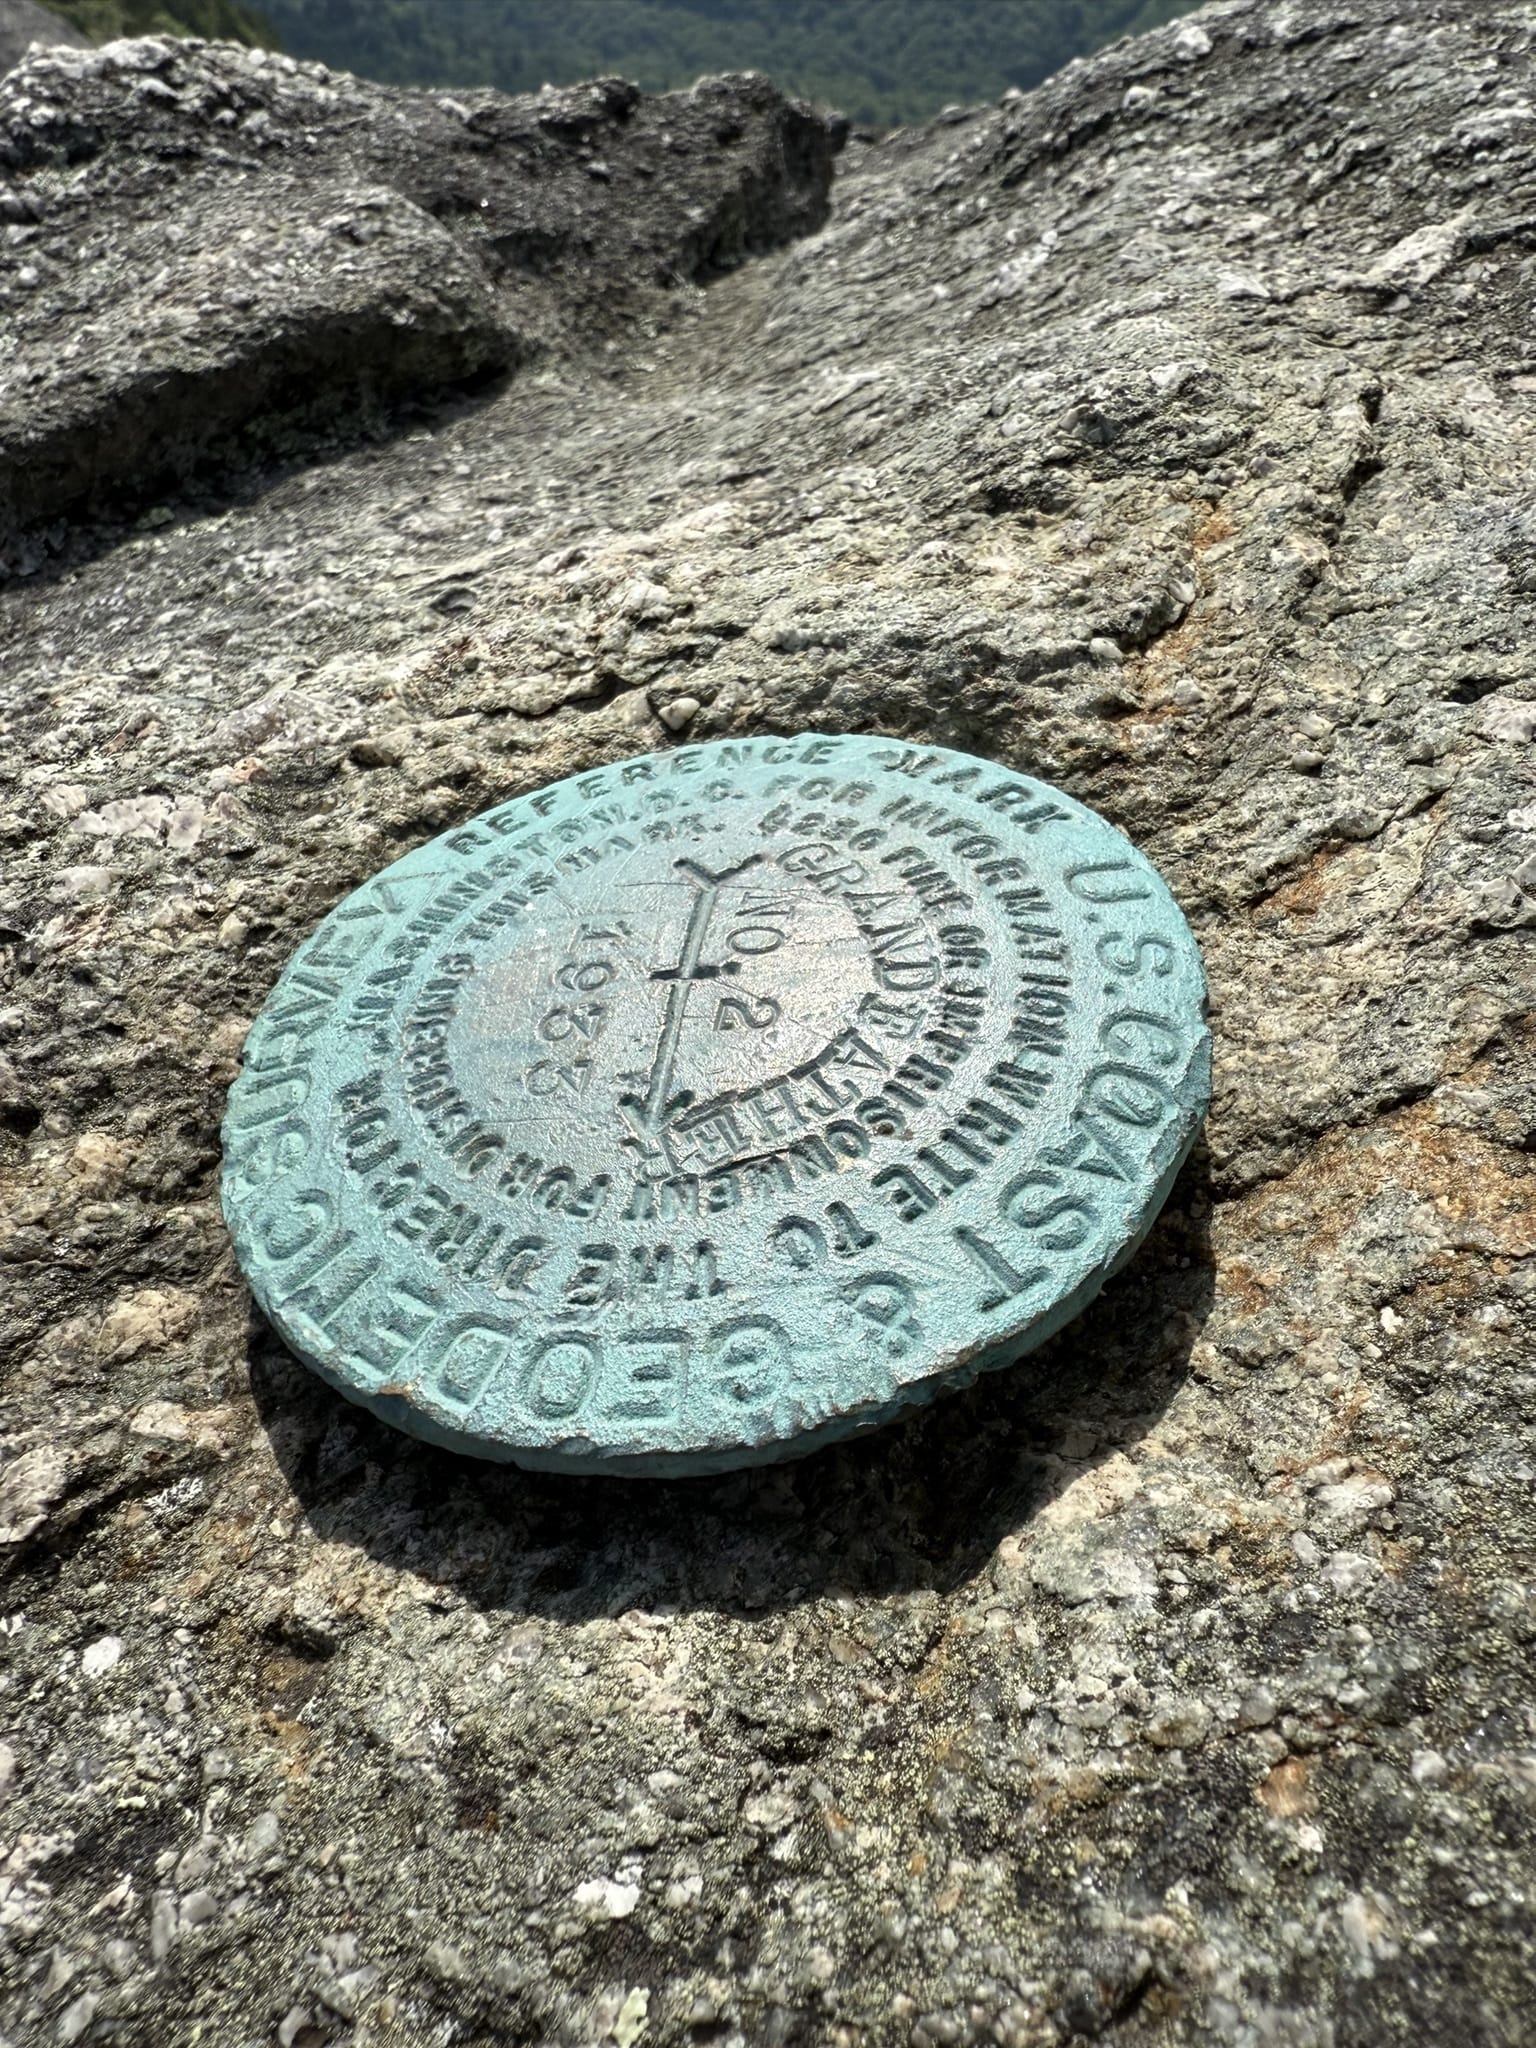 U.S. COAST & GEODETIC SURVEY
REFERENCE MARK
FOR INFORMATION WRITE TO THE DIRECTOR, WASHINGTON, D.C.
$250 FINE OR IMPRISONMENT FOR DISTURBING THIS MARK.
GRANDFATHER
NO. 2
1932